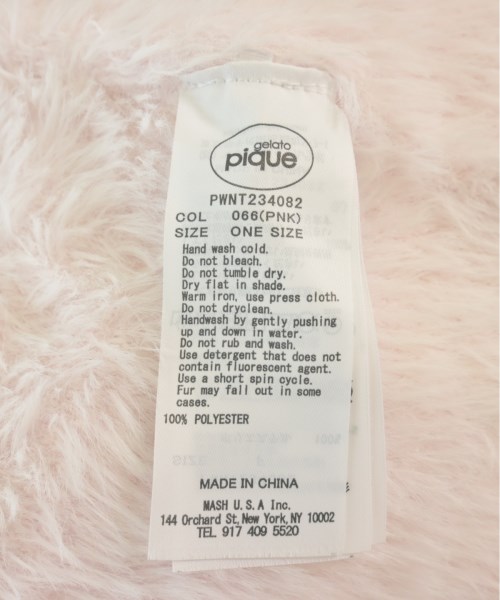 gelato
pique
PWNT234082
COL 066(PNK)
SIZE ONE SIZE
Hand wash cold.
Do not bleach.
Do not tumble dry.
Dry flat in shade.
Warm iron, use press cloth.
Do not dryclean.
Handwash by gently pushing
up and down in water.
Do not rub and wash.
Use detergent that does not
contain fluorescent agent.
Use a short spin cycle.
Fur may fall out in some
cases.
100% POLYESTER
MADE IN CHINA
MASH U.S.A Inc.
144 Orchard St, New York, NY 10002
TEL 917 409 5520